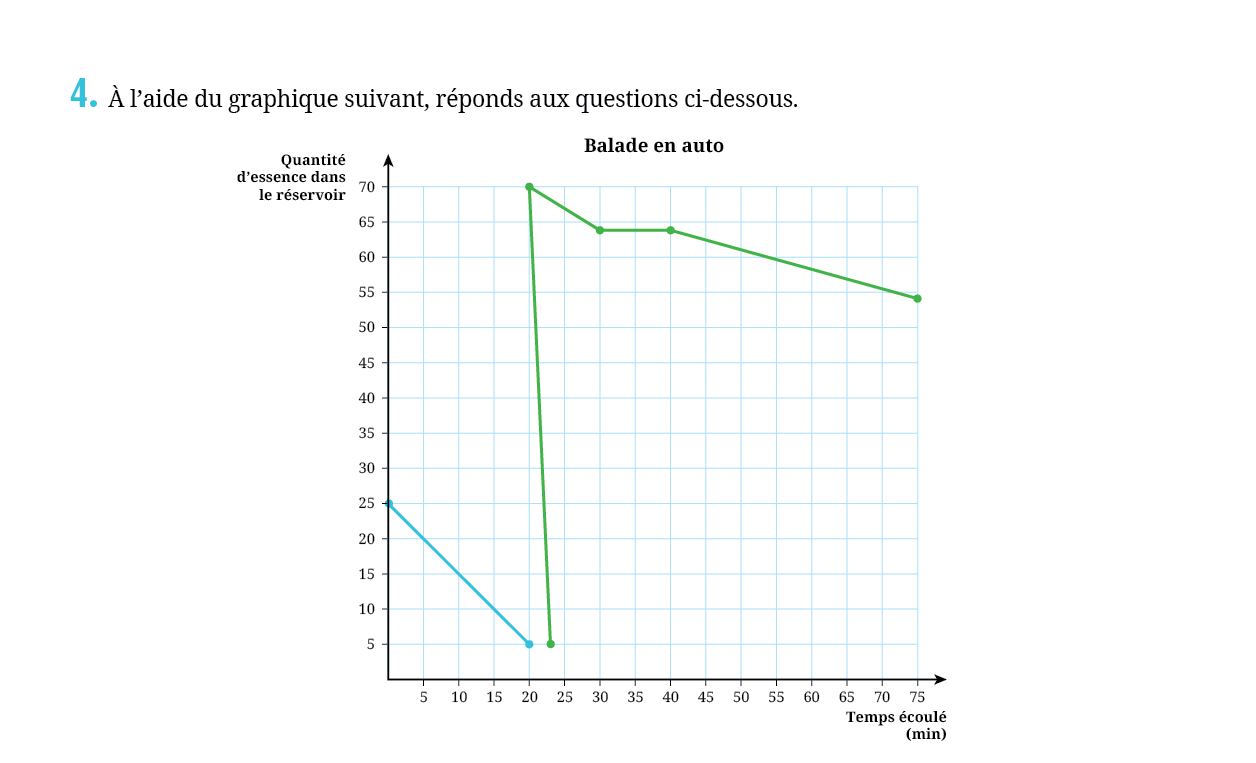 4. À l’aide du graphique suivant, réponds aux questions ci-dessous.
Balade en auto
Quantité
d’essence dans
le réservoir
70
65
60
55
50
45
40
35
30
25
20
15
10
5
5 10 15 20 25 30 35 40 45 50 55 60 65 70 75
Temps écoulé
(min)